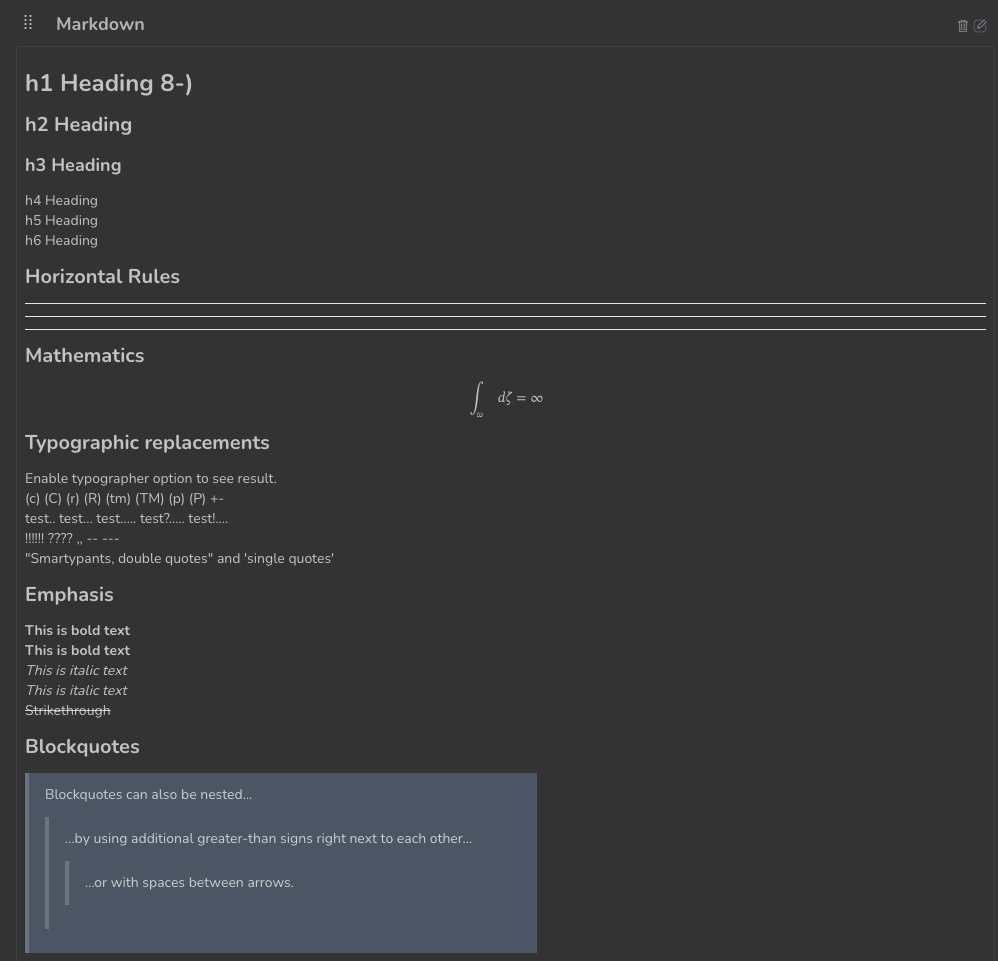 Markdown
h1 Heading 8-)
h2 Heading
h3 Heading
h4 Heading
h5 Heading
h6 Heading
Horizontal Rules
Mathematics
∫ω dζ = ∞
Typographic replacements
Enable typographer option to see result.
(c) (C) (r) (R) (tm) (TM) (p) (P) +-
test.. test... test..... test?..... test!....
!!!!!! ???? ,, -- ---
"Smartypants, double quotes" and 'single quotes'
Emphasis
This is bold text
This is bold text
This is italic text
This is italic text
Strikethrough
Blockquotes
Blockquotes can also be nested...
...by using additional greater-than signs right next to each other...
...or with spaces between arrows.